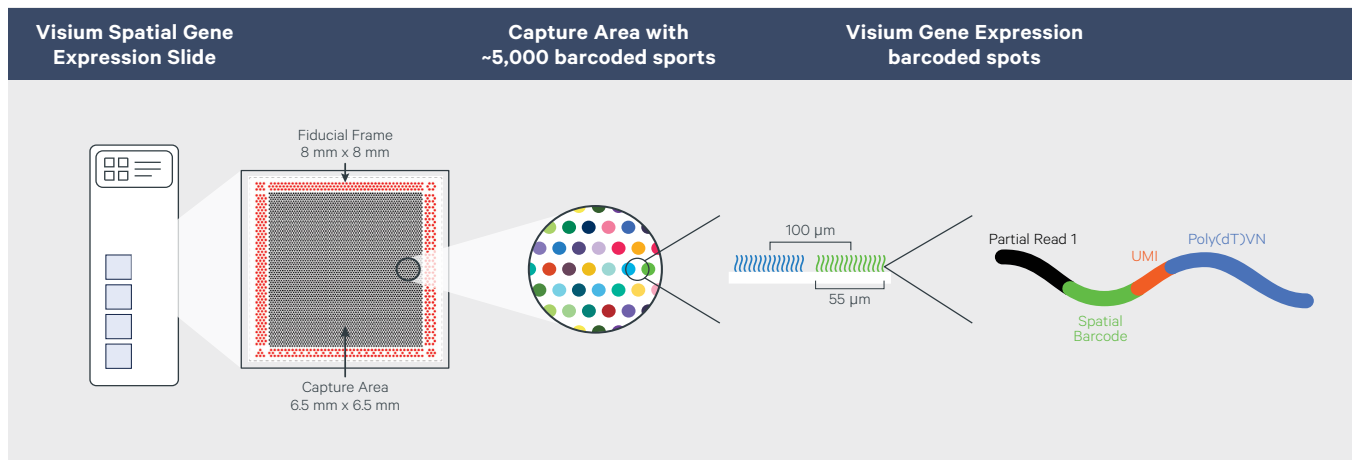 Visium Spatial Gene
Expression Slide
Capture Area with
~5,000 barcoded sports
Visium Gene Expression
barcoded spots
Fiducial Frame
8 mm x 8 mm
Capture Area
6.5 mm x 6.5 mm
100 µm
55 µm
Partial Read 1
Spatial
Barcode
UMI
Poly(dT)VN